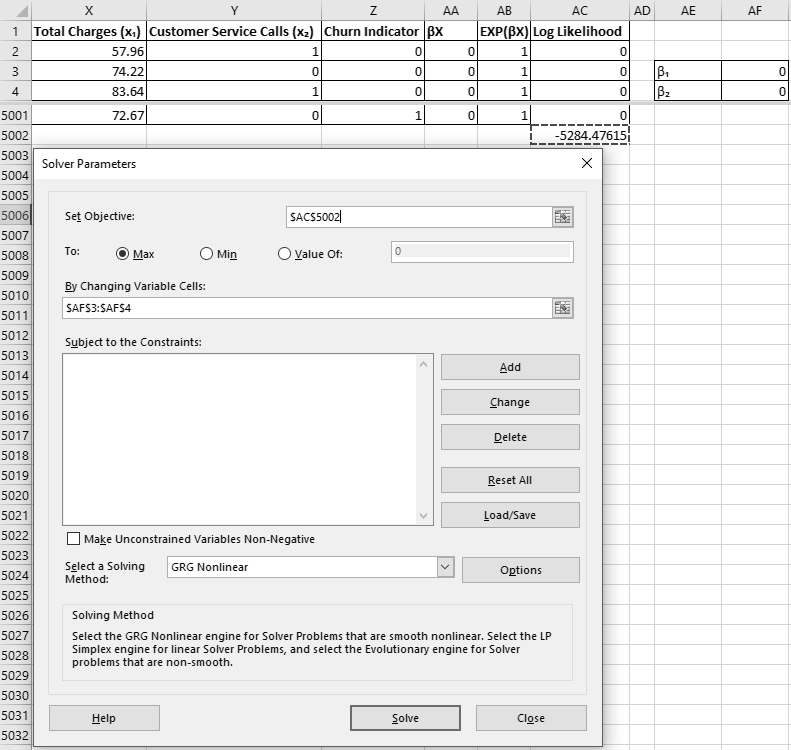 X Y Z AA AB AC AD AE AF
1 Total Charges (x₁) Customer Service Calls (x₂) Churn Indicator βX EXP(βX) Log Likelihood
2 57.96 1 0 0 1 0
3 74.22 0 0 0 1 0 β₁ 0
4 83.64 1 0 0 1 0 β₂ 0
5001 72.67 0 1 0 1 0
5002 -5284.47615
5003
5004
5005
5006
5007
5008
5009
5010
5011
5012
5013
5014
5015
5016
5017
5018
5019
5020
5021
5022
5023
5024
5025
5026
5027
5028
5029
5030
5031
5032
Solver Parameters
Set Objective: $AC$5002
To: Max Min Value Of: 0
By Changing Variable Cells:
$AF$3:$AF$4
Subject to the Constraints:
Add
Change
Delete
Reset All
Load/Save
Make Unconstrained Variables Non-Negative
Select a Solving
Method:
GRG Nonlinear
Options
Solving Method
Select the GRG Nonlinear engine for Solver Problems that are smooth nonlinear. Select the LP
Simplex engine for linear Solver Problems, and select the Evolutionary engine for Solver
problems that are non-smooth.
Help Solve Close